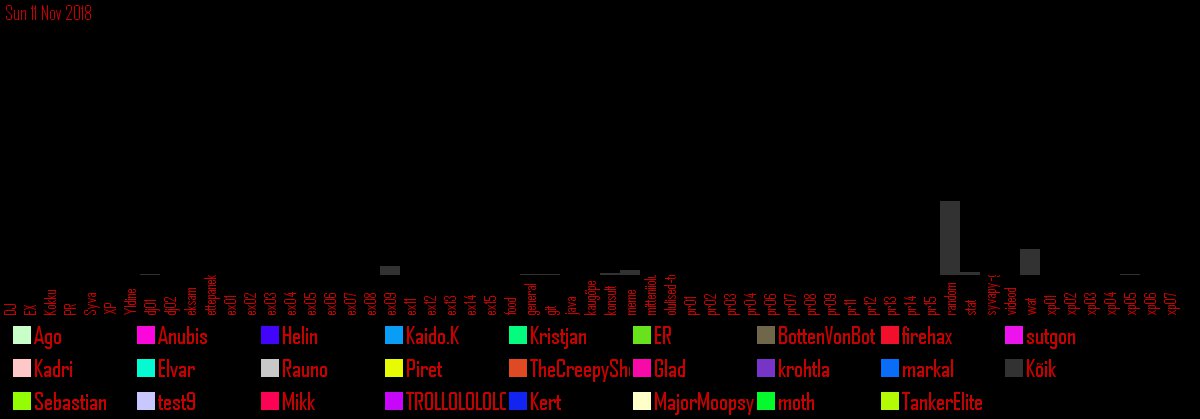 Sun 11 Nov 2018
DJ EX Kokku PR Syva XP Yldine dj01 dj02 eksam ettepanek ex01 ex02 ex03 ex04 ex05 ex06 ex07 ex08 ex09 ex11 ex12 ex13 ex14 ex15 food general git java kaugõpe konsult meme mitteniiolu olulised-h pr01 pr02 pr03 pr04 pr06 pr07 pr08 pr09 pr11 pr12 pr13 pr14 pr15 random stat videod wat xp01 xp02 xp03 xp04 xp05 xp06 xp07
Ago Anubis Helin Kaido.K Kristjan ER BottenVonBot firehax sutgon
Kadri Elvar Rauno Piret TheCreepySh Glad krohtla markal Kõik
Sebastian test9 Mikk TROLLOLOLOLO Kert MajorMoopsy moth TankerElite